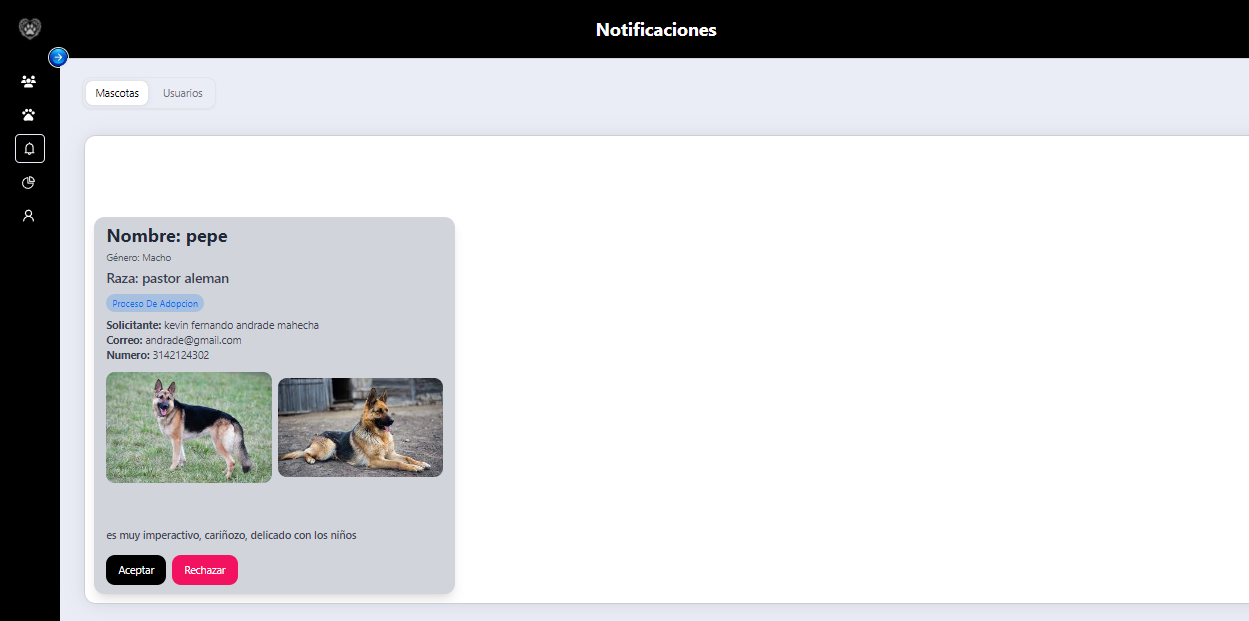 Notificaciones
Mascotas
Usuarios
Nombre: pepe
Género: Macho
Raza: pastor aleman
Proceso De Adopcion
Solicitante: kevin fernando andrade mahecha
Correo: andrade@gmail.com
Numero: 3142124302
es muy imperactivo, cariñozo, delicado con los niños
Aceptar
Rechazar